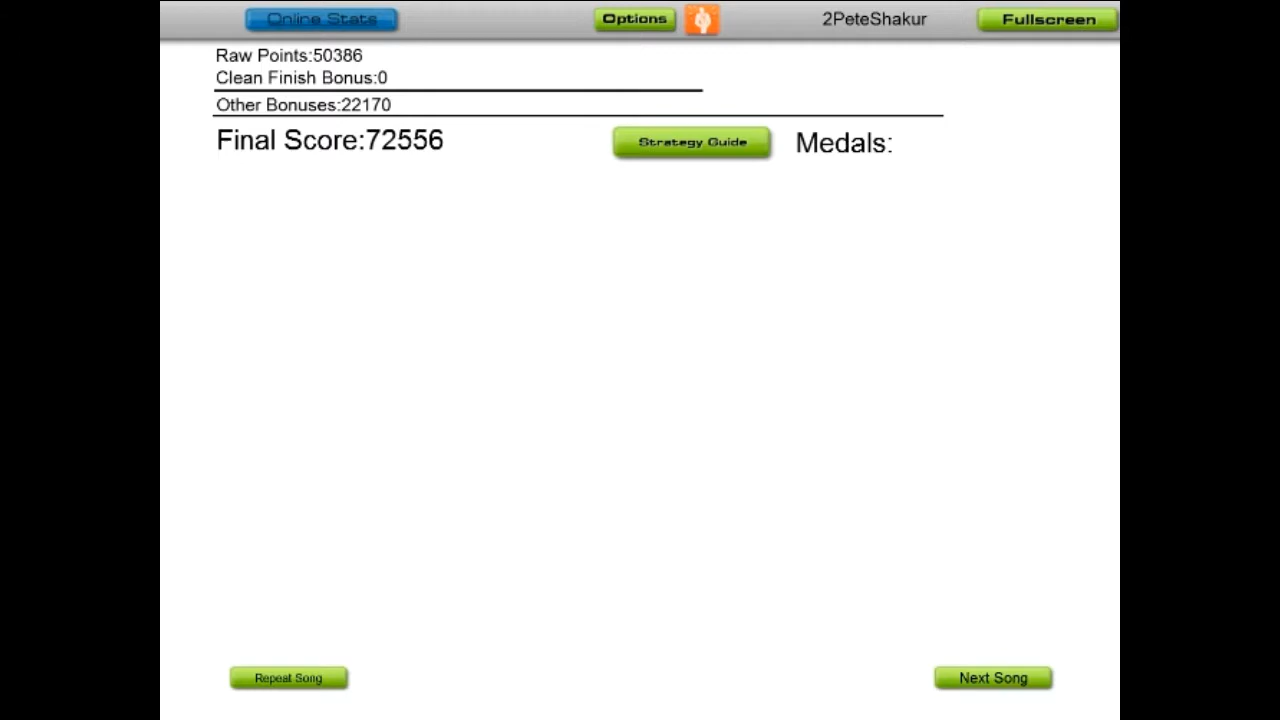 Online Stats
Options
2PeteShakur
Fullscreen
Raw Points:50386
Clean Finish Bonus:0
Other Bonuses:22170
Final Score:72556
Strategy Guide
Medals:
Repeat Song
Next Song